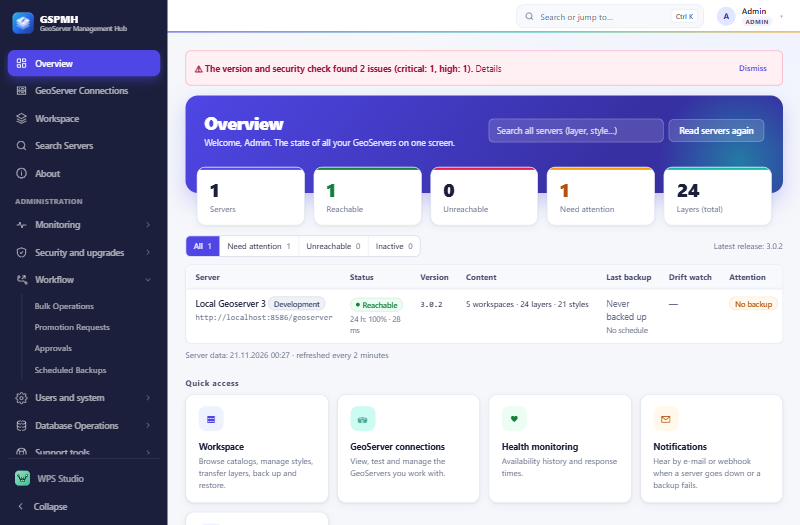 GSPMH
GeoServer Management Hub
Search or jump to...
Ctrl K
A
Admin
ADMIN
Overview
GeoServer Connections
Workspace
Search Servers
About
ADMINISTRATION
Monitoring
Security and upgrades
Workflow
Bulk Operations
Promotion Requests
Approvals
Scheduled Backups
Users and system
Database Operations
Support tools
WPS Studio
Collapse
The version and security check found 2 issues (critical: 1, high: 1). Details
Dismiss
Overview
Welcome, Admin. The state of all your GeoServers on one screen.
Search all servers (layer, style...)
Read servers again
1
Servers
1
Reachable
0
Unreachable
1
Need attention
24
Layers (total)
All 1
Need attention 1
Unreachable 0
Inactive 0
Latest release: 3.0.2
Server Status Version Content Last backup Drift watch Attention
Local Geoserver 3 Development
http://localhost:8586/geoserver
Reachable
24 h: 100% · 28
ms
3.0.2
5 workspaces · 24 layers · 21 styles
Never
backed up
No schedule
—
No backup
Server data: 21.11.2026 00:27 · refreshed every 2 minutes
Quick access
Workspace
Browse catalogs, manage styles,
transfer layers, back up and
restore.
GeoServer connections
View, test and manage the
GeoServers you work with.
Health monitoring
Availability history and response
times.
Notifications
Hear by e-mail or webhook
when a server goes down or a
backup fails.